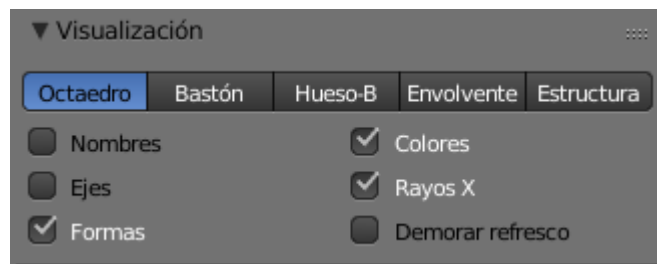 Visualización
Octaedro Bastón Hueso-B Envolvente Estructura
Nombres Colores
Ejes Rayos X
Formas Demorar refresco